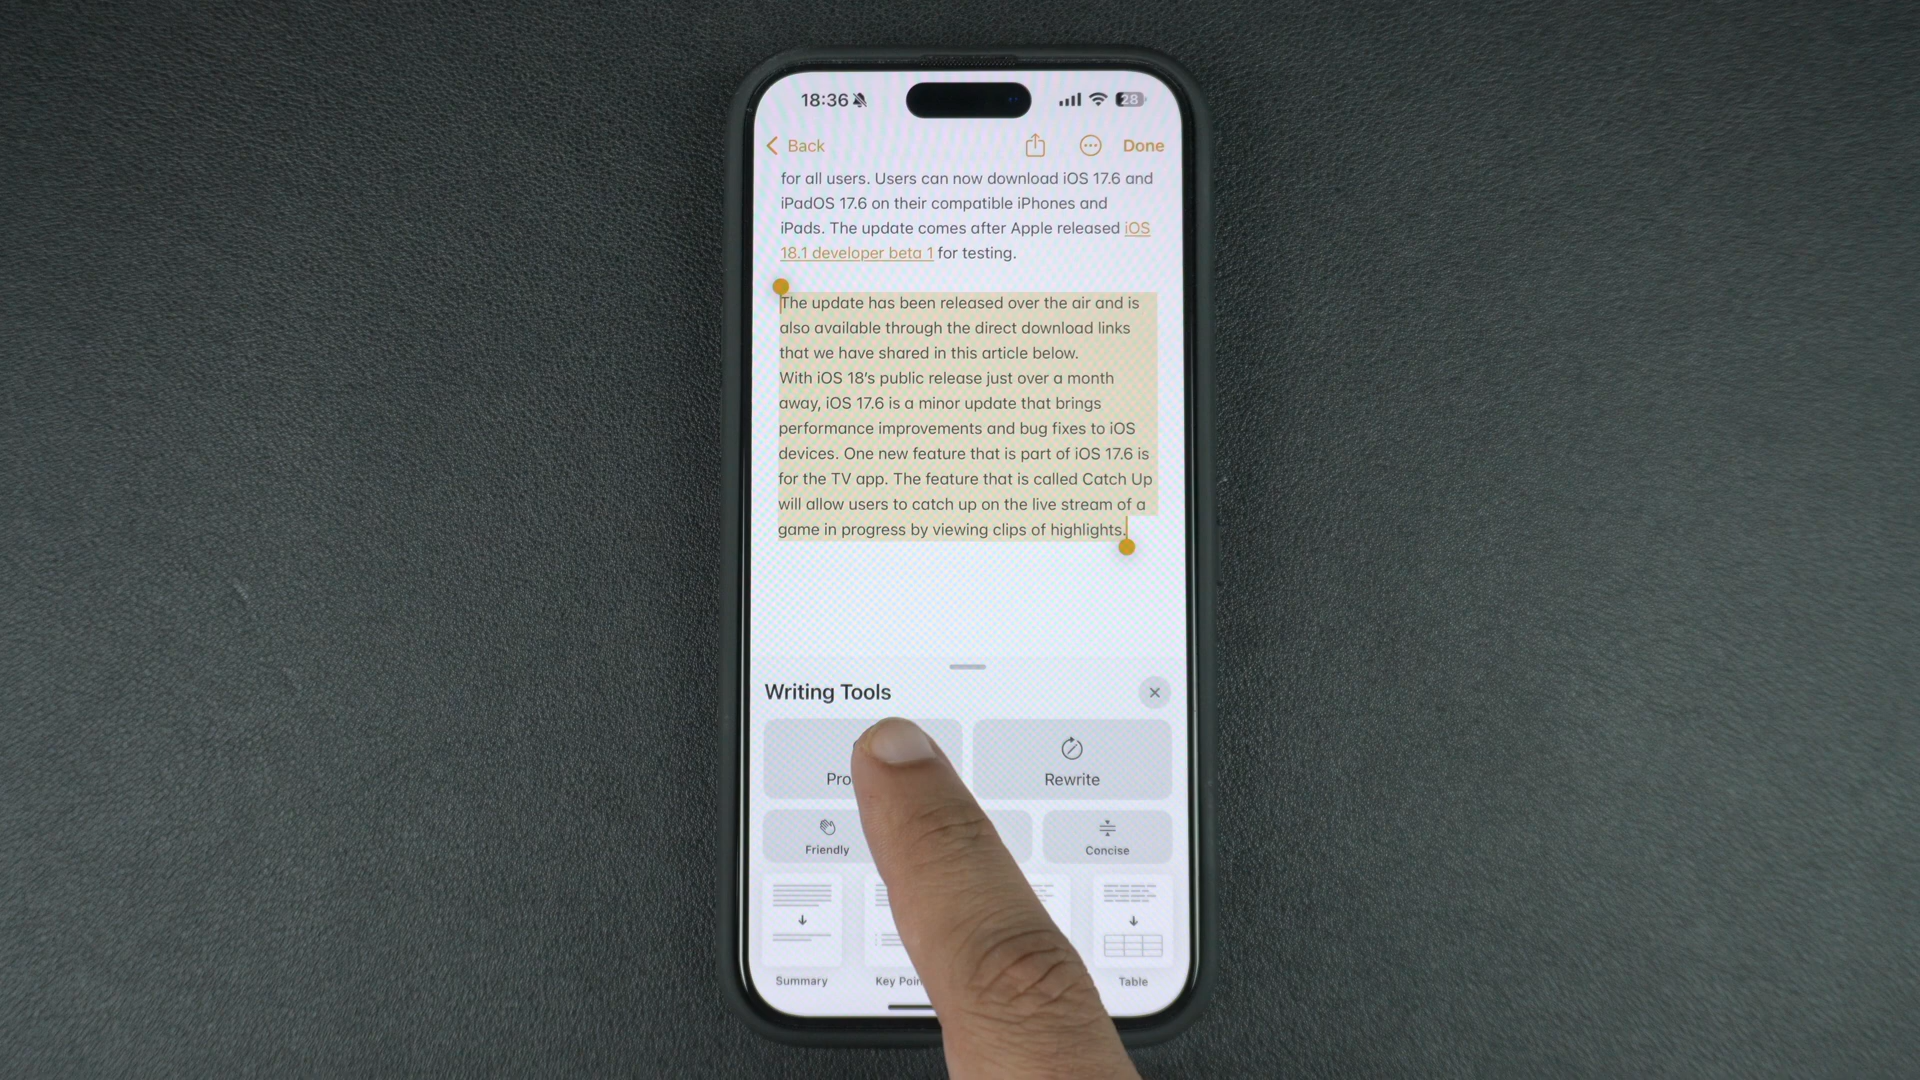 18:36
28
Back
Done
for all users. Users can now download iOS 17.6 and
iPadOS 17.6 on their compatible iPhones and
iPads. The update comes after Apple released iOS
18.1 developer beta 1 for testing.
The update has been released over the air and is
also available through the direct download links
that we have shared in this article below.
With iOS 18’s public release just over a month
away, iOS 17.6 is a minor update that brings
performance improvements and bug fixes to iOS
devices. One new feature that is part of iOS 17.6 is
for the TV app. The feature that is called Catch Up
will allow users to catch up on the live stream of a
game in progress by viewing clips of highlights.
Writing Tools
Rewrite
Friendly
Concise
Summary
Key
Table